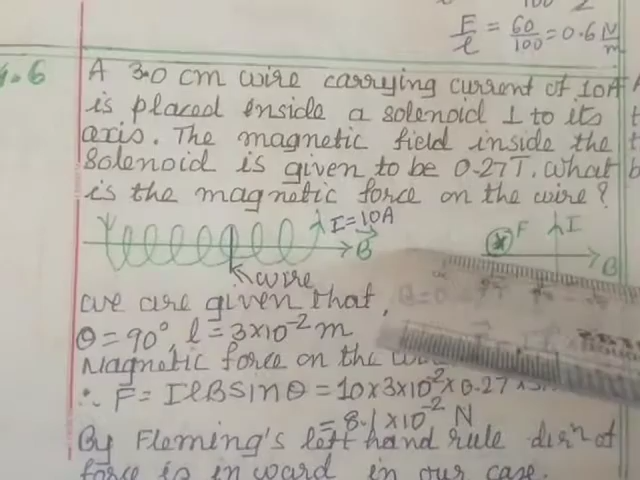 F/l = 60/100 = 0.6 N/m
4.6 A 3.0 cm wire carrying current of 10A
is placed inside a solenoid ⊥ to its
axis. The magnetic field inside the
solenoid is given to be 0.27T. What
is the magnetic force on the wire?
I=10A
B
wire
F
I
B
we are given that,
θ = 90°, l = 3×10⁻² m
Magnetic force on the
∴ F = IlBSinθ = 10×3×10²×0.27×
= 8.1×10⁻² N
By Fleming's left hand rule dirⁿ of
force is inward in our case.